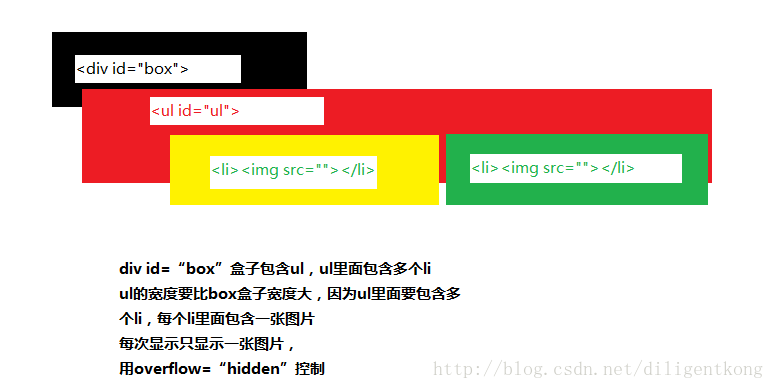 <div id="box">
<ul id="ul">
<li><img src=""></li>
<li><img src=""></li>
div id=“box”盒子包含ul，ul里面包含多个li
ul的宽度要比box盒子宽度大，因为ul里面要包含多
个li，每个li里面包含一张图片
每次显示只显示一张图片，
用overflow=“hidden”控制
http://blog.csdn.net/diligentkong